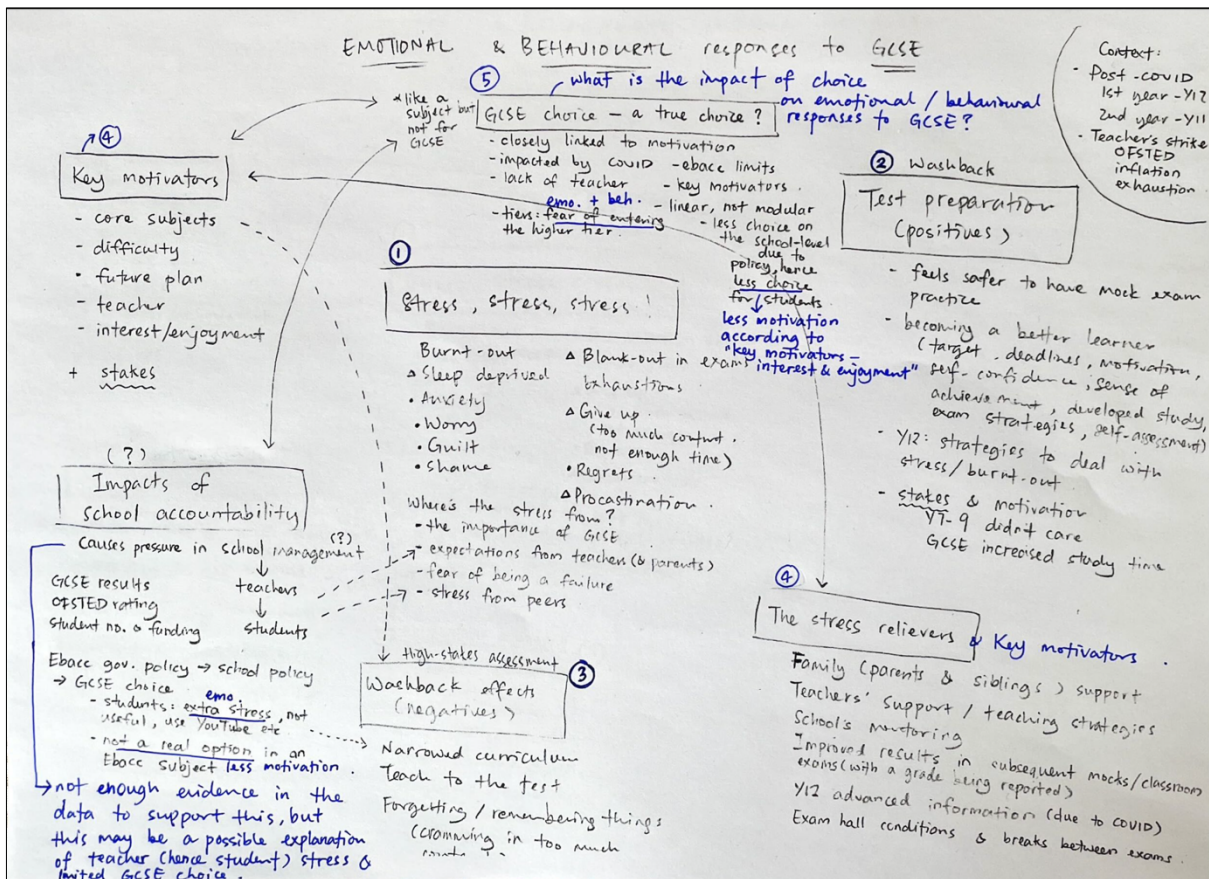 EMOTIONAL & BEHAVIOURAL responses to GCSE
Context:
· Post-COVID
1st year - Y12
2nd year - Y11
· Teacher's strike
OFSTED
inflation
exhaustion
⑤ what is the impact of choice
on emotional / behavioural
responses to GCSE?
GCSE choice – a true choice?
* like a
subject but
not for
GCSE
- closely linked to motivation
- impacted by COVID
- lack of teacher
emo. + beh.
- tiers: fear of entering
the higher tier.
- ebacc limits
- key motivators.
- linear, not modular
- less choice on
the school-level
due to
policy, hence
less choice
for students.
less motivation
according to
"key motivators –
interest & enjoyment"
④
Key motivators
- core subjects
- difficulty
· future plan
- teacher
- interest/enjoyment
+ stakes
①
Stress, stress, stress!
Burnt-out
△ Sleep deprived
· Anxiety
· Worry
· Guilt
· Shame
△ Blank-out in exams
Exhaustions
△ Give up
(too much content.
not enough time)
· Regrets
△ Procastination.
Where's the stress from?
- the importance of GCSE
- expectations from teachers (& parents)
- fear of being a failure
- stress from peers
② Washback
Test preparation
(positives)
- feels safer to have mock exam
practice
- becoming a better learner
(target, deadlines, motivation,
self-confidence, sense of
achievement, developed study,
exam strategies, self-assessment)
- Y12: strategies to deal with
stress/burnt-out
- stakes & motivation
Y7-9 didn't care
GCSE increased study time
(?)
Impacts of
school accountability
Causes pressure in school management (?)
GCSE results
OFSTED rating
student no. & funding
teachers
students
Ebacc gov. policy → school policy
→ GCSE choice
emo.
- students: extra stress, not
useful, use YouTube etc
- not a real option in an
Ebacc subject less motivation.
not enough evidence in the
data to support this, but
this may be a possible explanation
of teacher (hence student) stress &
limited GCSE choice.
High-stakes assessment
③
Washback effects
(negatives)
Narrowed curriculum
Teach to the test
Forgetting / remembering things
(cramming in too much
④
The stress relievers & Key motivators.
Family (parents & siblings) support
Teachers' support / teaching strategies
School's monitoring
Improved results in subsequent mocks/classroom
exams (with a grade being reported)
Y12 advanced information (due to COVID)
Exam hall conditions & breaks between exams.